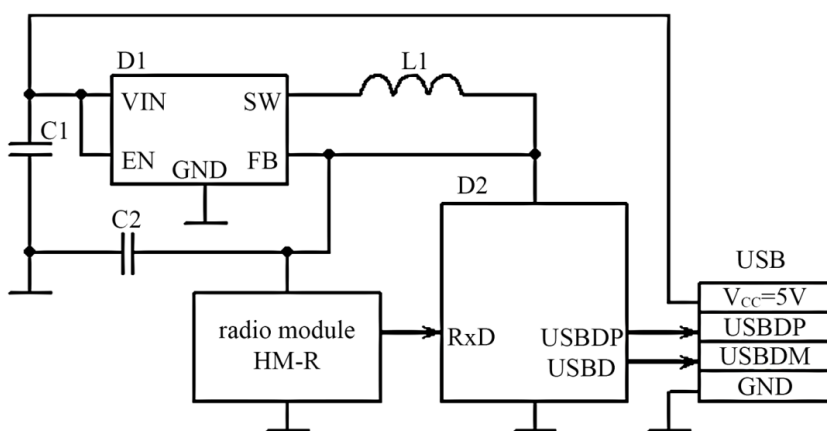 D1
L1
VIN
SW
C1
EN
FB
GND
C2
D2
USB
V_CC=5V
radio module
HM-R
RxD
USBDP
USBD
USBDP
USBDM
GND